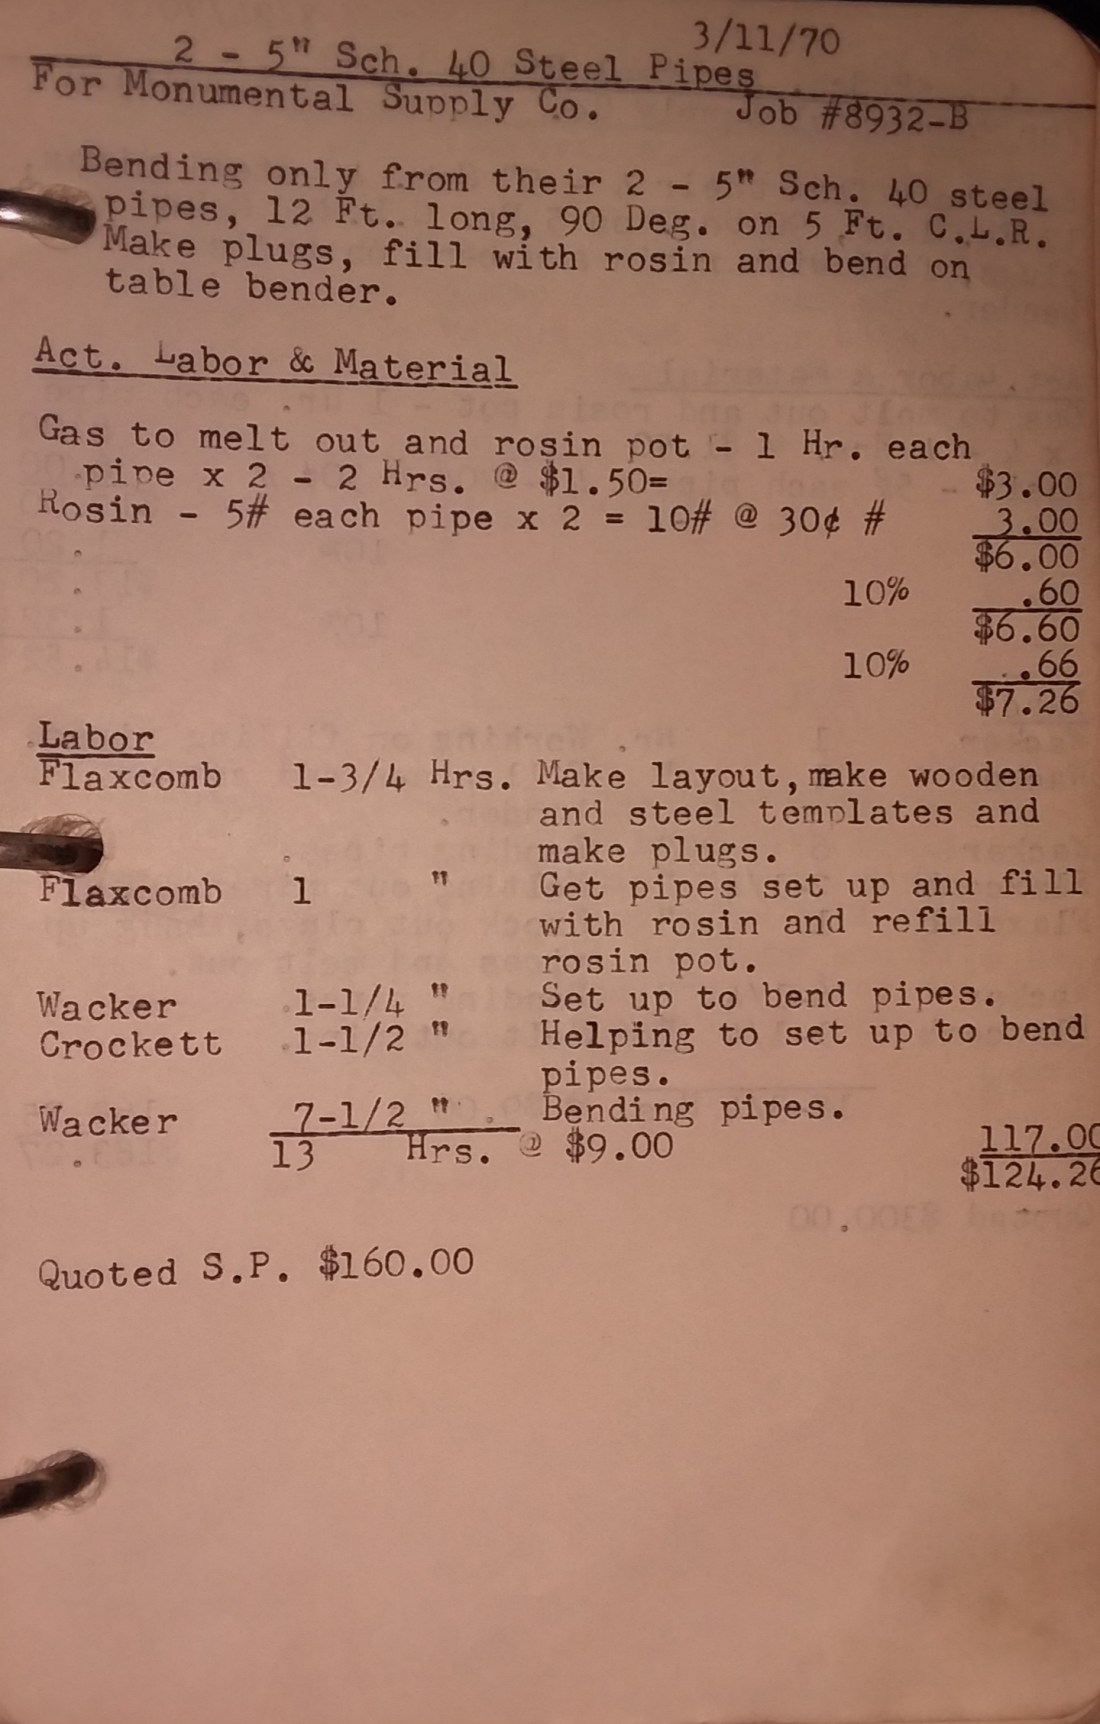 3/11/70
2 - 5" Sch. 40 Steel Pipes
For Monumental Supply Co. Job #8932-B
Bending only from their 2 - 5" Sch. 40 steel
pipes, 12 Ft. long, 90 Deg. on 5 Ft. C.L.R.
Make plugs, fill with rosin and bend on
table bender.
Act. Labor & Material
Gas to melt out and rosin pot - 1 Hr. each
pipe x 2 - 2 Hrs. @ $1.50= $3.00
Rosin - 5# each pipe x 2 = 10# @ 30¢ # 3.00
$6.00
10% .60
$6.60
10% .66
$7.26
Labor
Flaxcomb 1-3/4 Hrs. Make layout, make wooden
and steel templates and
make plugs.
Flaxcomb 1 " Get pipes set up and fill
with rosin and refill
rosin pot.
Wacker 1-1/4 " Set up to bend pipes.
Crockett 1-1/2 " Helping to set up to bend
pipes.
Wacker 7-1/2 " Bending pipes.
13 Hrs. @ $9.00 117.00
$124.26
Quoted S.P. $160.00